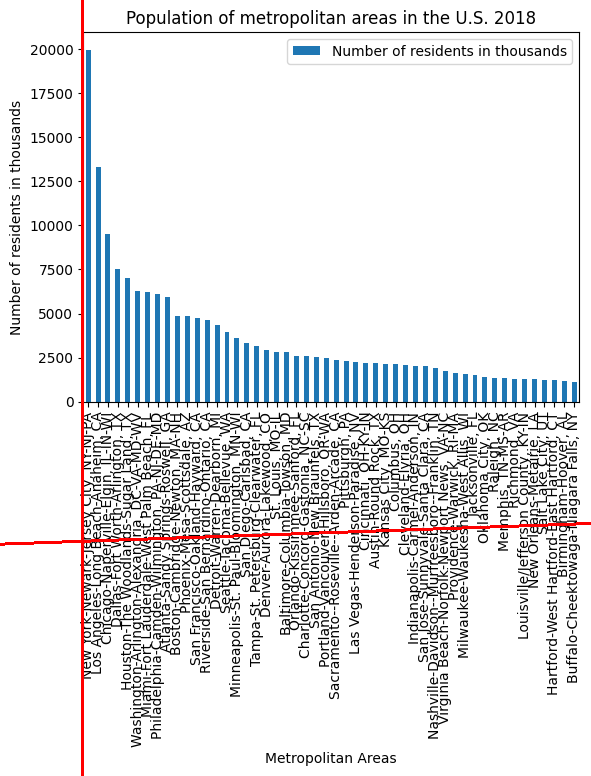 Population of metropolitan areas in the U.S. 2018
Number of residents in thousands
20000
17500
15000
12500
10000
7500
5000
2500
0
Number of residents in thousands
Los Angeles-Long Beach-Anaheim, CA
Chicago-Naperville-Elgin, IL-IN-WI
Dallas-Fort Worth-Arlington, TX
Houston-The Woodlands-Sugar Land, TX
Washington-Arlington-Alexandria, DC-VA-MD-WV
Miami-Fort Lauderdale-West Palm Beach, FL
Philadelphia-Camden-Wilmington, PA-NJ-DE-MD
Atlanta-Sandy Springs-Roswell, GA
Boston-Cambridge-Newton, MA-NH
Phoenix-Mesa-Scottsdale, AZ
San Francisco-Oakland-Hayward, CA
Riverside-San Bernardino-Ontario, CA
Detroit-Warren-Dearborn, MI
Seattle-Tacoma-Bellevue, WA
Minneapolis-St. Paul-Bloomington, MN-WI
San Diego-Carlsbad, CA
Tampa-St. Petersburg-Clearwater, FL
Denver-Aurora-Lakewood, CO
St. Louis, MO-IL
Baltimore-Columbia-Towson, MD
Orlando-Kissimmee-Sanford, FL
Charlotte-Concord-Gastonia, NC-SC
San Antonio-New Braunfels, TX
Portland-Vancouver-Hillsboro, OR-WA
Sacramento--Roseville--Arden-Arcade, CA
Pittsburgh, PA
Las Vegas-Henderson-Paradise, NV
Cincinnati, OH-KY-IN
Austin-Round Rock, TX
Kansas City, MO-KS
Columbus, OH
Cleveland-Elyria, OH
Indianapolis-Carmel-Anderson, IN
San Jose-Sunnyvale-Santa Clara, CA
Nashville-Davidson--Murfreesboro--Franklin, TN
Virginia Beach-Norfolk-Newport News, VA-NC
Providence-Warwick, RI-MA
Milwaukee-Waukesha-West Allis, WI
Jacksonville, FL
Oklahoma City, OK
Raleigh, NC
Memphis, TN-MS-AR
Richmond, VA
Louisville/Jefferson County, KY-IN
New Orleans-Metairie, LA
Salt Lake City, UT
Hartford-West Hartford-East Hartford, CT
Birmingham-Hoover, AL
Buffalo-Cheektowaga-Niagara Falls, NY
Metropolitan Areas